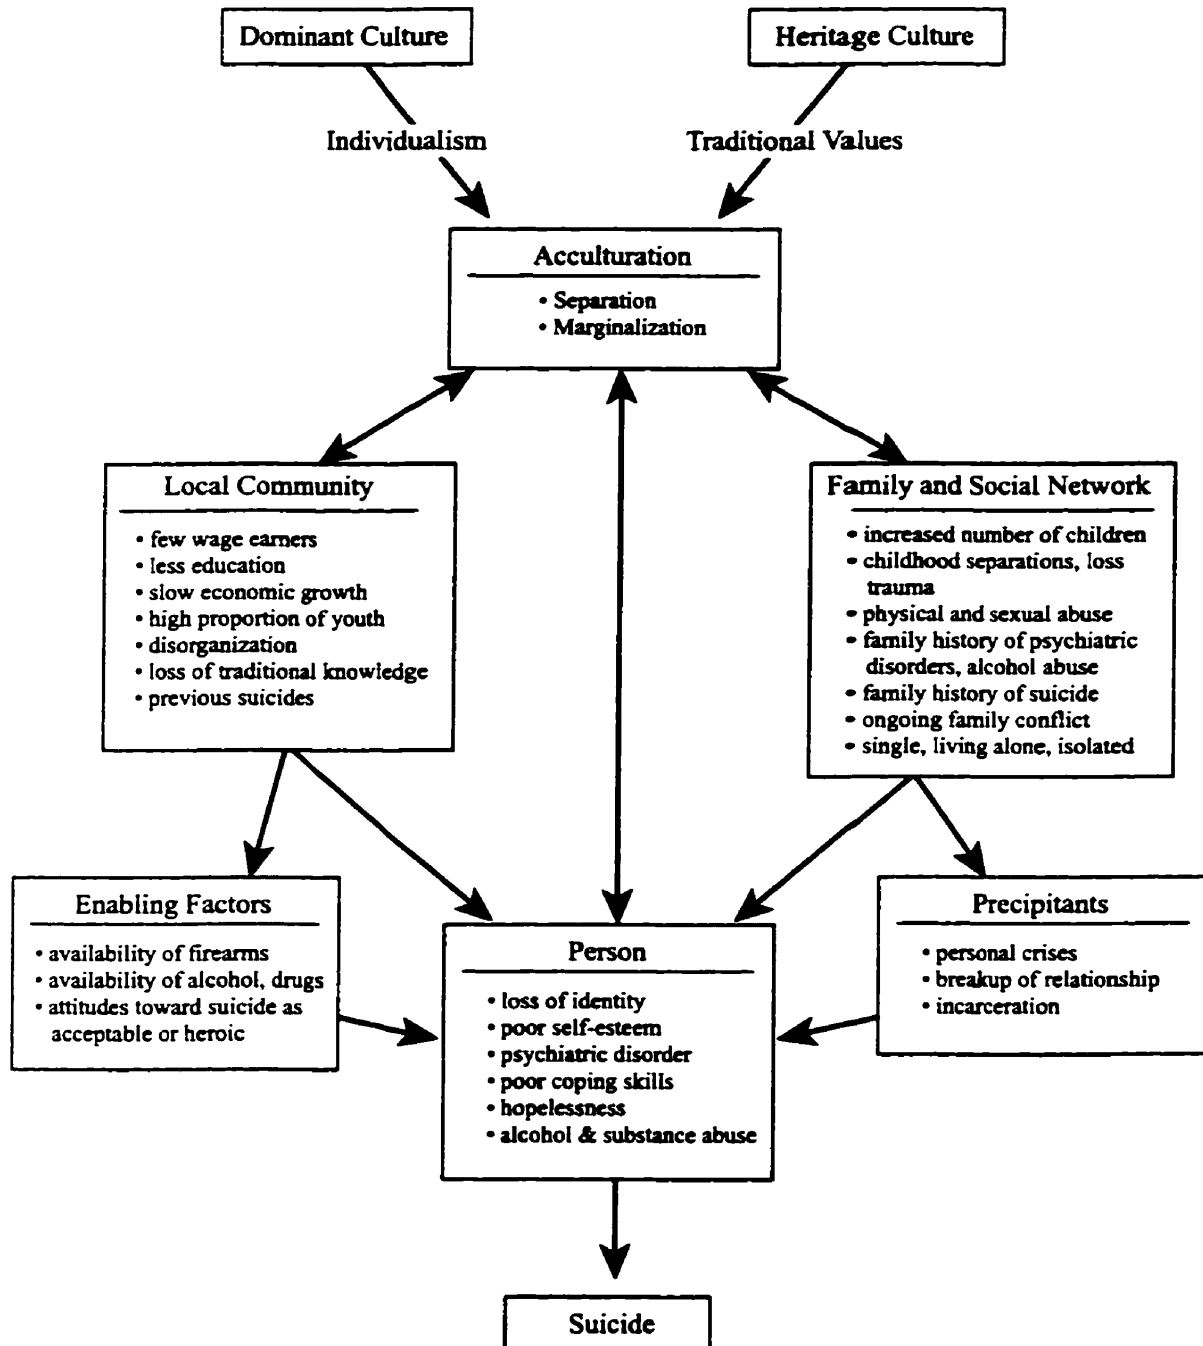 Dominant Culture
Heritage Culture
Individualism
Traditional Values
Acculturation
• Separation
• Marginalization
Local Community
• few wage earners
• less education
• slow economic growth
• high proportion of youth
• disorganization
• loss of traditional knowledge
• previous suicides
Family and Social Network
• increased number of children
• childhood separations, loss
trauma
• physical and sexual abuse
• family history of psychiatric
disorders, alcohol abuse
• family history of suicide
• ongoing family conflict
• single, living alone, isolated
Enabling Factors
• availability of firearms
• availability of alcohol, drugs
• attitudes toward suicide as
acceptable or heroic
Person
• loss of identity
• poor self-esteem
• psychiatric disorder
• poor coping skills
• hopelessness
• alcohol & substance abuse
Precipitants
• personal crises
• breakup of relationship
• incarceration
Suicide